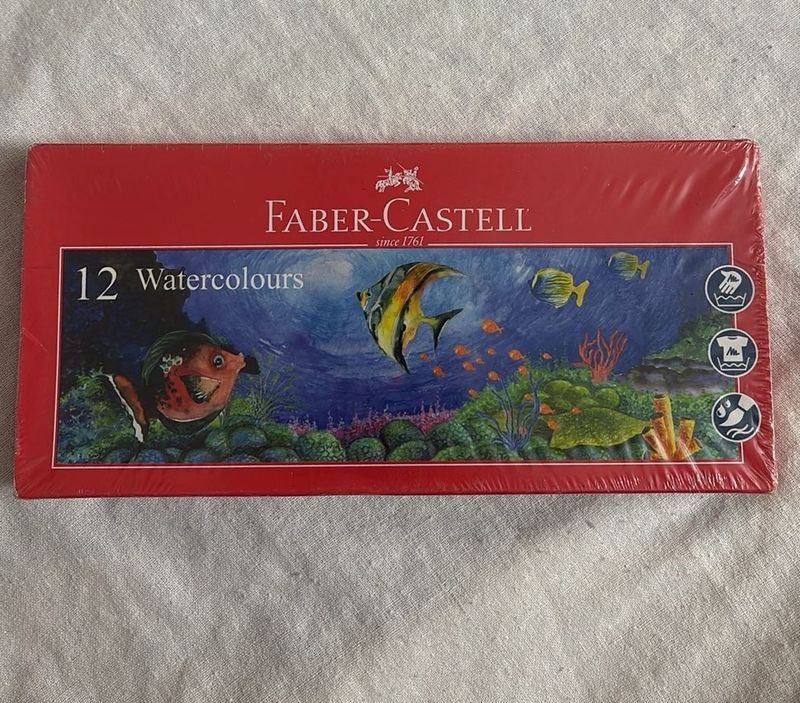 FABER-CASTELL
since 1761
12 Watercolours